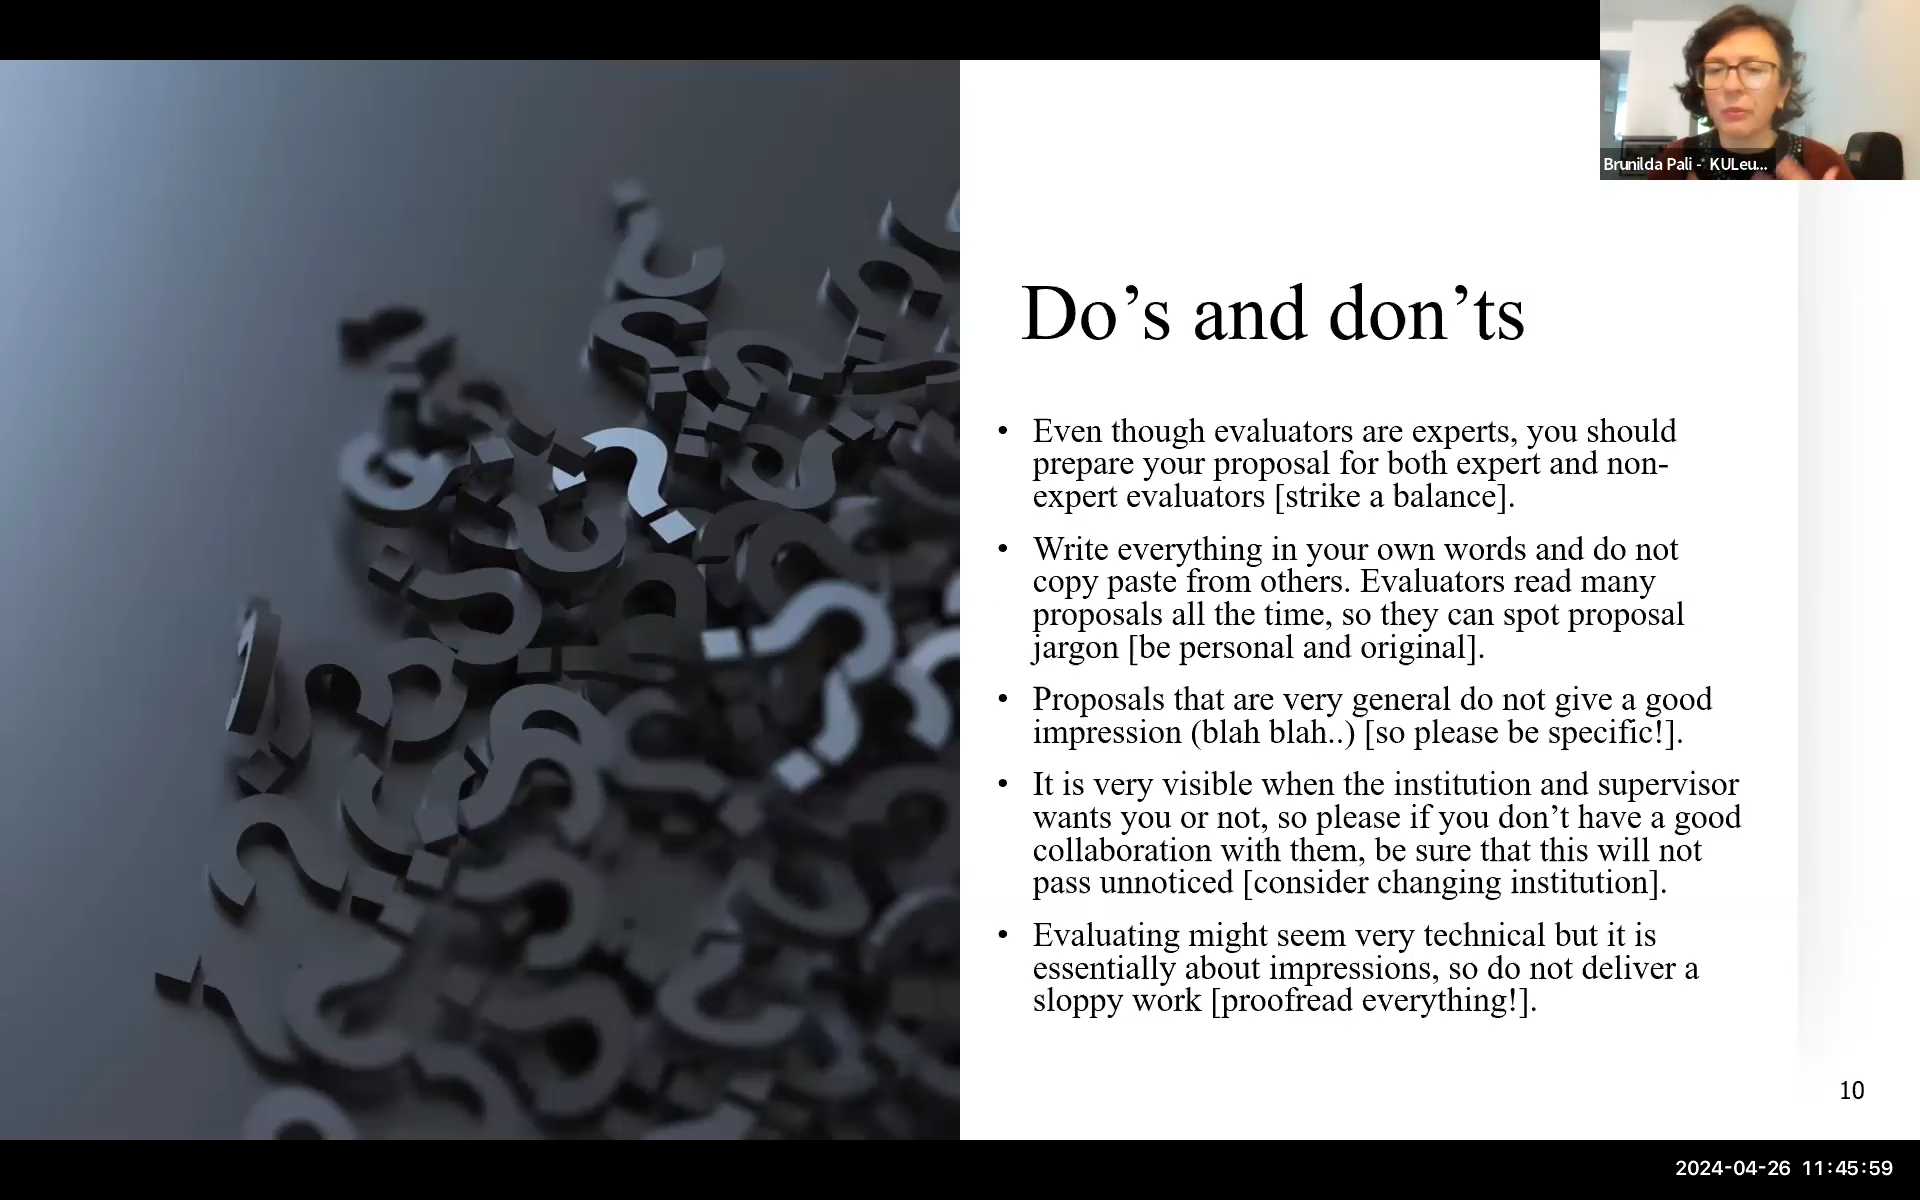 Brunilda Pali - KULeu...
Do’s and don’ts
• Even though evaluators are experts, you should
prepare your proposal for both expert and non-
expert evaluators [strike a balance].
• Write everything in your own words and do not
copy paste from others. Evaluators read many
proposals all the time, so they can spot proposal
jargon [be personal and original].
• Proposals that are very general do not give a good
impression (blah blah..) [so please be specific!].
• It is very visible when the institution and supervisor
wants you or not, so please if you don’t have a good
collaboration with them, be sure that this will not
pass unnoticed [consider changing institution].
• Evaluating might seem very technical but it is
essentially about impressions, so do not deliver a
sloppy work [proofread everything!].
10
2024-04-26 11:45:59